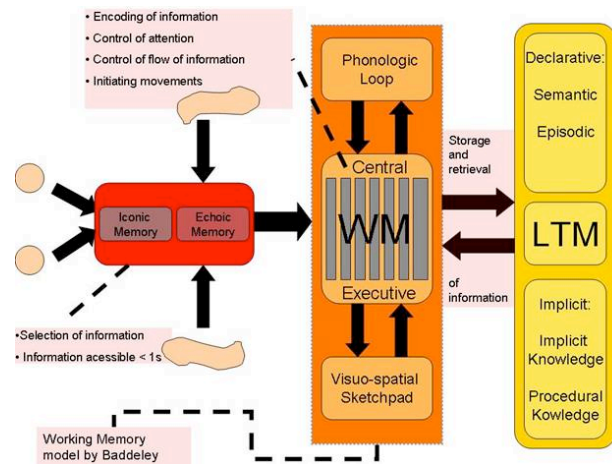 • Encoding of information
• Control of attention
• Control of flow of information
• Initiating movements
Iconic
Memory
Echoic
Memory
•Selection of information
• Information acessible < 1s
Working Memory
model by Baddeley
Phonologic
Loop
Central
WM
Executive
Visuo-spatial
Sketchpad
Storage
and
retrieval
of
information
Declarative:
Semantic
Episodic
LTM
Implicit:
Implicit
Knowledge
Procedural
Kowledge